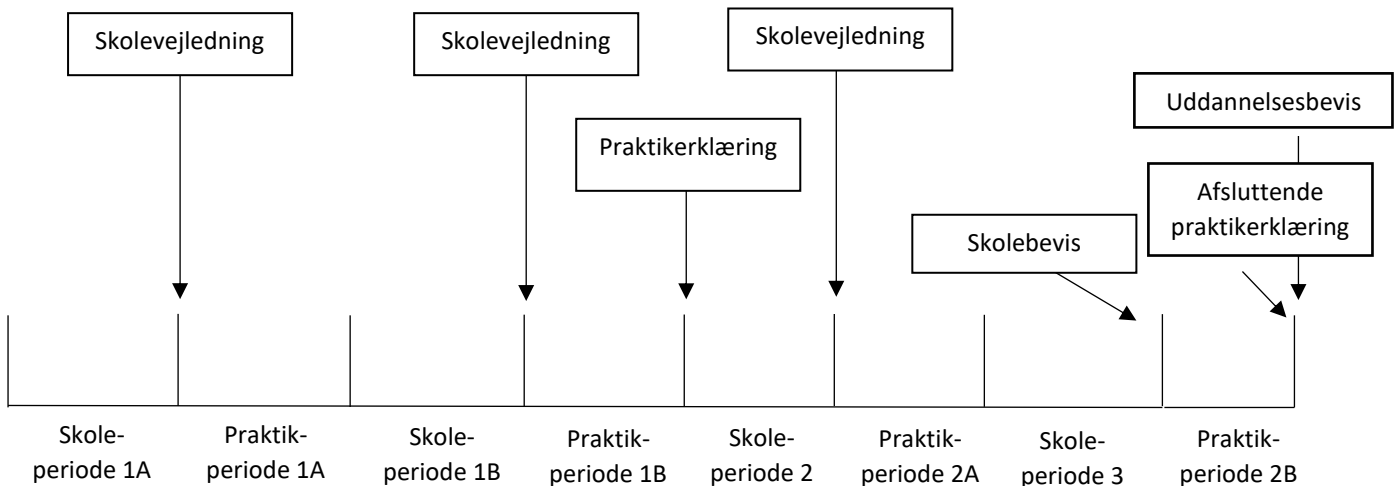 Skolevejledning
Skolevejledning
Skolevejledning
Uddannelsesbevis
Praktikerklæring
Afsluttende
praktikerklæring
Skolebevis
Skole-
periode 1A
Praktik-
periode 1A
Skole-
periode 1B
Praktik-
periode 1B
Skole-
periode 2
Praktik-
periode 2A
Skole-
periode 3
Praktik-
periode 2B